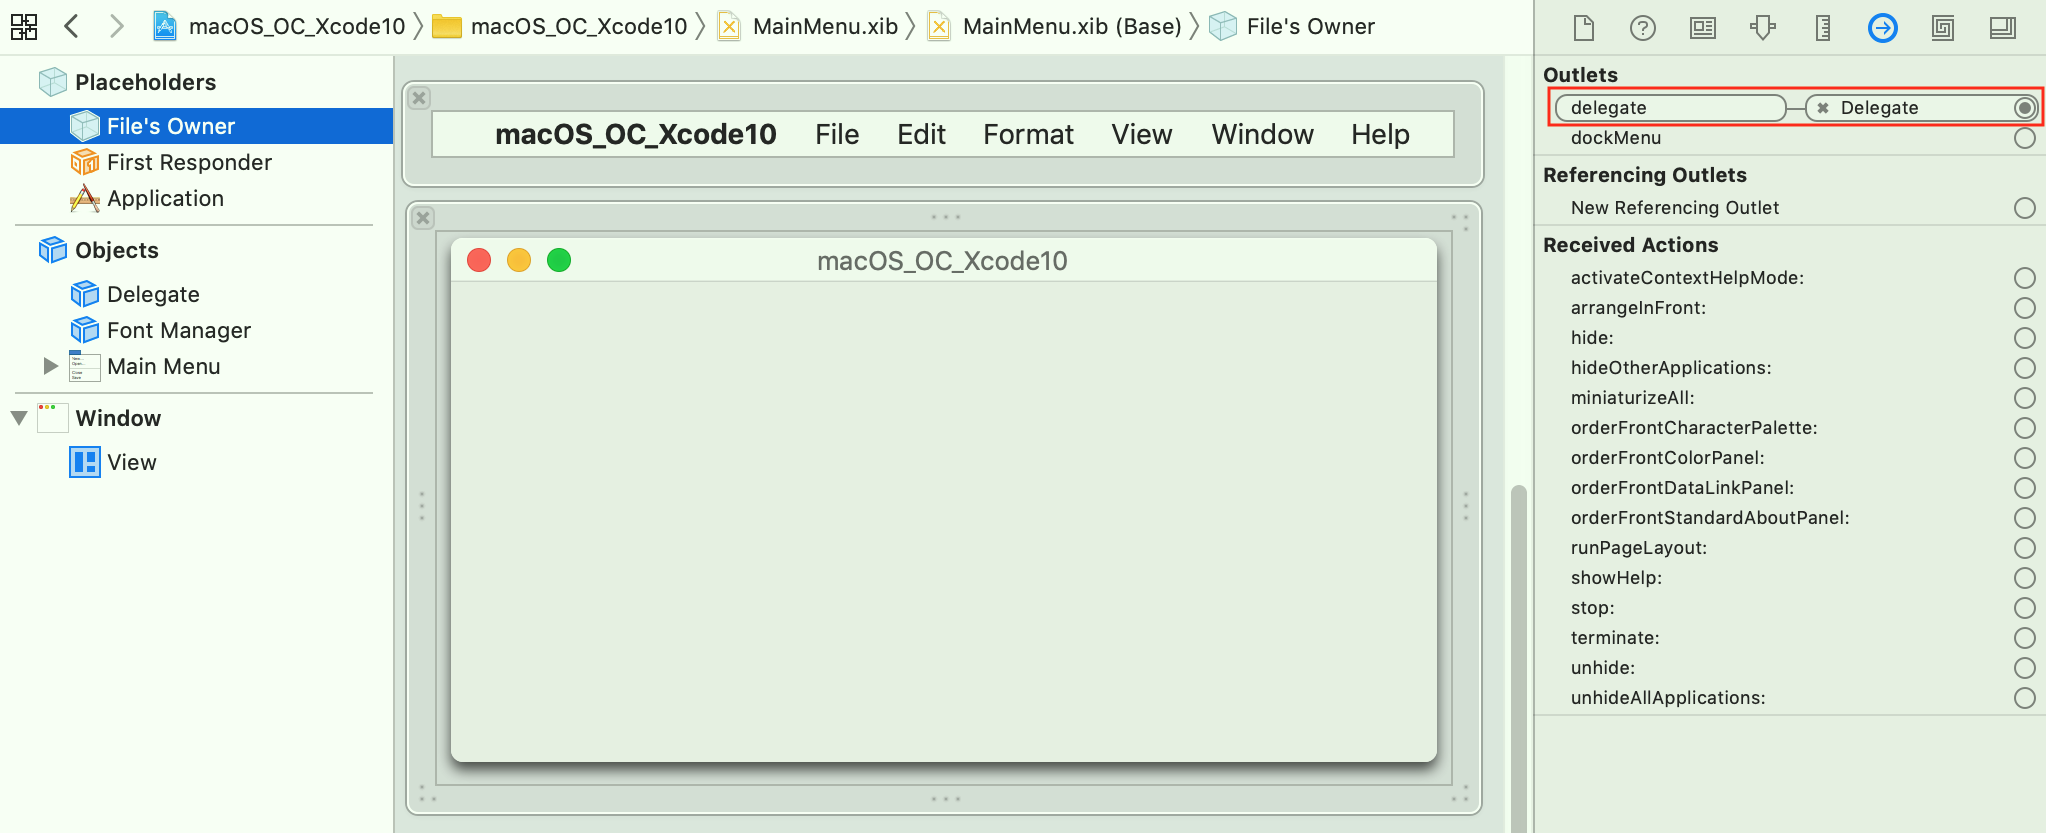 macOS_OC_Xcode10 macOS_OC_Xcode10 MainMenu.xib MainMenu.xib (Base) File's Owner
Placeholders
File's Owner
First Responder
Application
Objects
Delegate
Font Manager
Main Menu
Window
View
macOS_OC_Xcode10 File Edit Format View Window Help
macOS_OC_Xcode10
Outlets
delegate Delegate
dockMenu
Referencing Outlets
New Referencing Outlet
Received Actions
activateContextHelpMode:
arrangeInFront:
hide:
hideOtherApplications:
miniaturizeAll:
orderFrontCharacterPalette:
orderFrontColorPanel:
orderFrontDataLinkPanel:
orderFrontStandardAboutPanel:
runPageLayout:
showHelp:
stop:
terminate:
unhide:
unhideAllApplications: